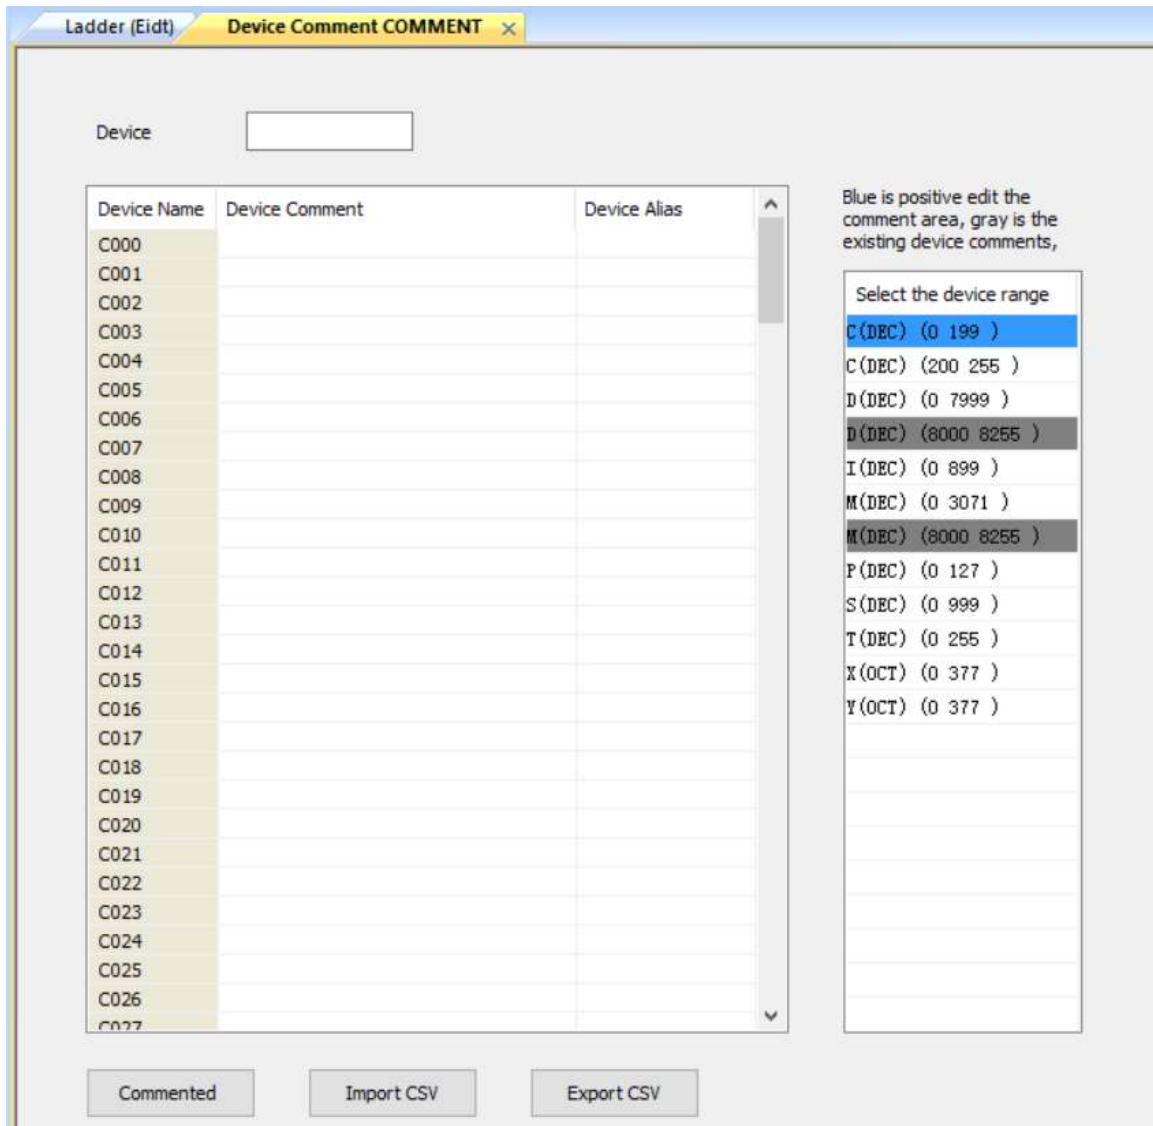 Ladder (Eidt)
Device Comment COMMENT
Device
Device Name Device Comment Device Alias
C000
C001
C002
C003
C004
C005
C006
C007
C008
C009
C010
C011
C012
C013
C014
C015
C016
C017
C018
C019
C020
C021
C022
C023
C024
C025
C026
C027
Blue is positive edit the
comment area, gray is the
existing device comments,
Select the device range
C(DEC) (0 199 )
C(DEC) (200 255 )
D(DEC) (0 7999 )
D(DEC) (8000 8255 )
I(DEC) (0 899 )
M(DEC) (0 3071 )
M(DEC) (8000 8255 )
P(DEC) (0 127 )
S(DEC) (0 999 )
T(DEC) (0 255 )
X(OCT) (0 377 )
Y(OCT) (0 377 )
Commented
Import CSV
Export CSV